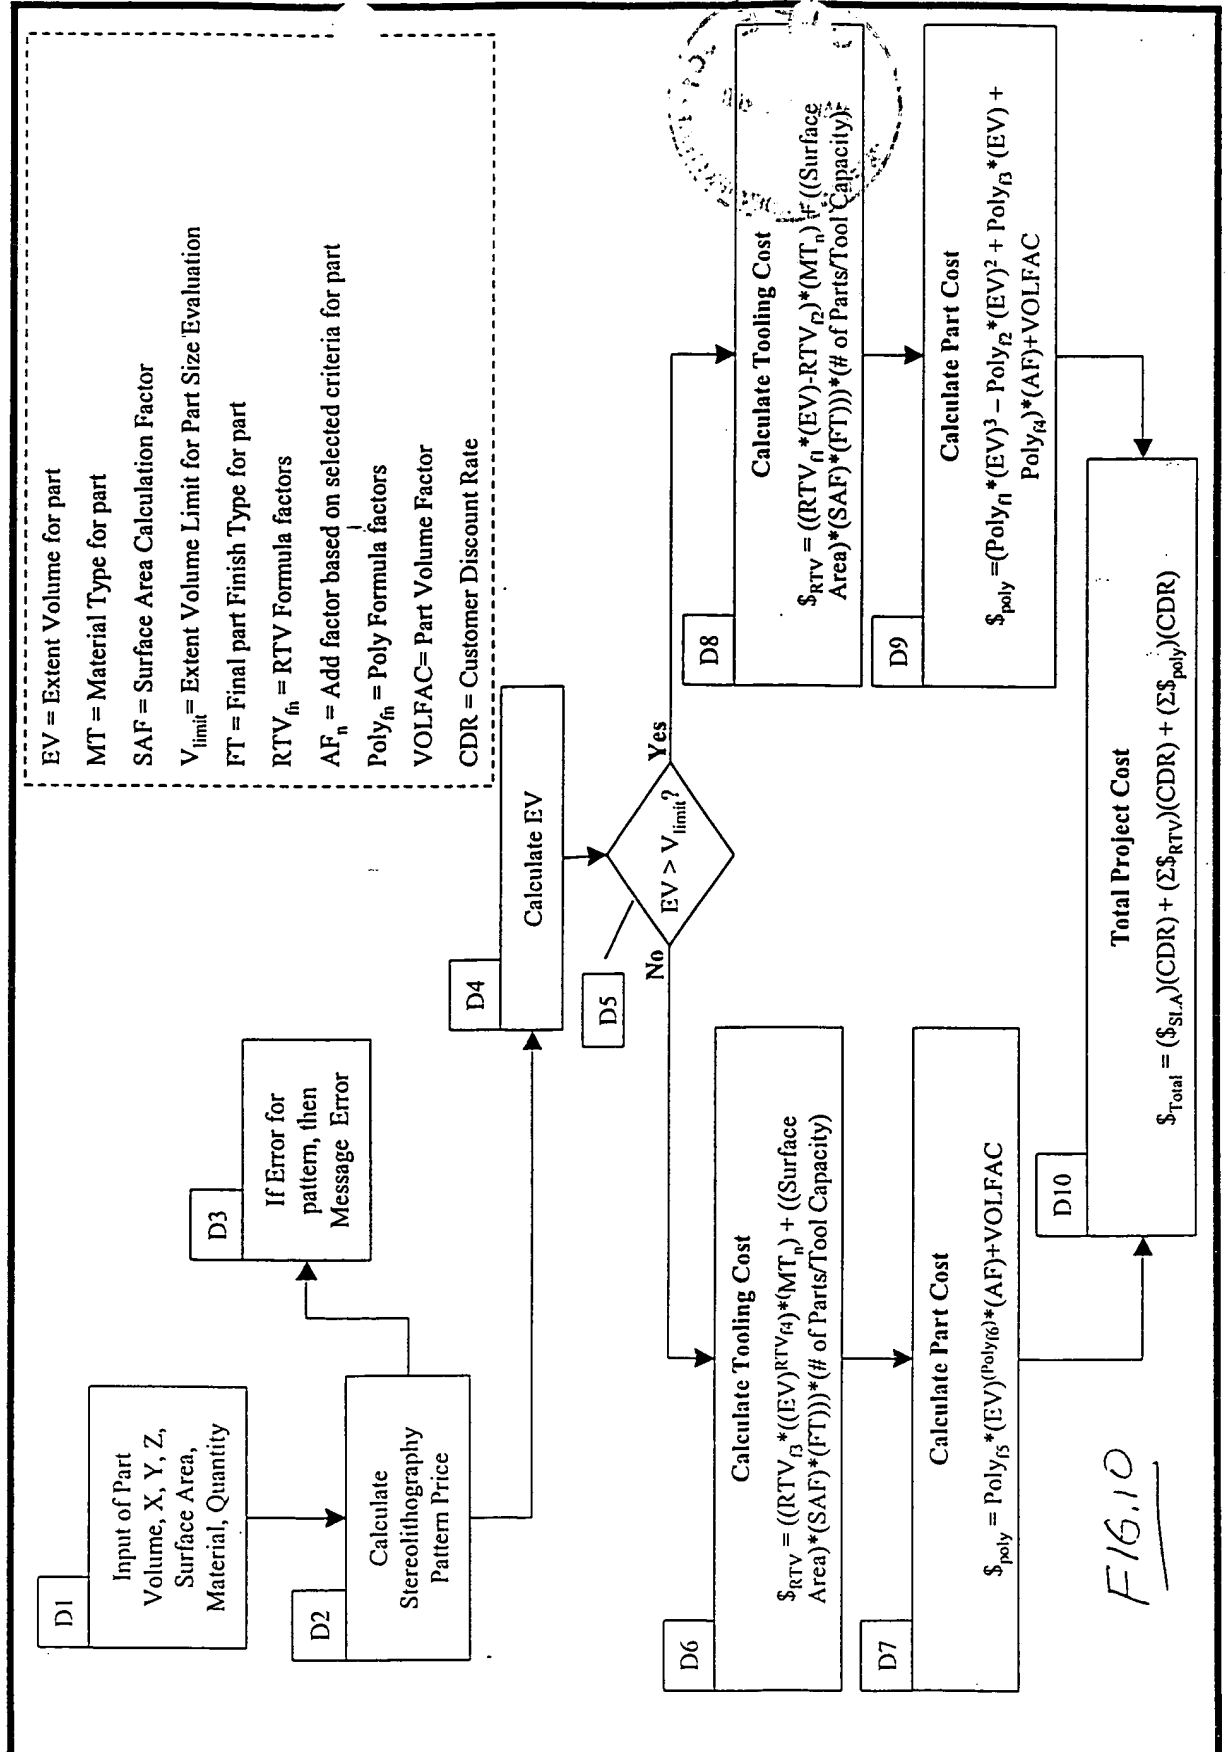 D1
Input of Part
Volume, X, Y, Z,
Surface Area,
Material, Quantity
D2
Calculate
Stereolithography
Pattern Price
D3
If Error for
pattern, then
Message Error
D4
Calculate EV
EV = Extent Volume for part
MT = Material Type for part
SAF = Surface Area Calculation Factor
V_limit= Extent Volume Limit for Part Size Evaluation
FT = Final part Finish Type for part
RTV_fn = RTV Formula factors
AF_n = Add factor based on selected criteria for part
Poly_fn = Poly Formula factors
VOLFAC= Part Volume Factor
CDR = Customer Discount Rate
D5
EV > V_limit?
No
Yes
D6
Calculate Tooling Cost
$_RTV = ((RTV_f3*((EV)^RTV_f4)*(MT_n) + ((Surface
Area)*(SAF)*(FT)))*(# of Parts/Tool Capacity)
D7
Calculate Part Cost
$_poly = Poly_f5*(EV)^(Poly_f6)*(AF)+VOLFAC
D8
Calculate Tooling Cost
$_RTV = ((RTV_f1*(EV)-RTV_f2)*(MT_n) + ((Surface
Area)*(SAF)*(FT)))*(# of Parts/Tool Capacity)
D9
Calculate Part Cost
$_poly =(Poly_f1*(EV)³ – Poly_f2*(EV)² + Poly_f3*(EV) +
Poly_f4)*(AF)+VOLFAC
D10
Total Project Cost
$_Total = ($_SLA)(CDR) + (Σ$_RTV)(CDR) + (Σ$_poly)(CDR)
FIG.10